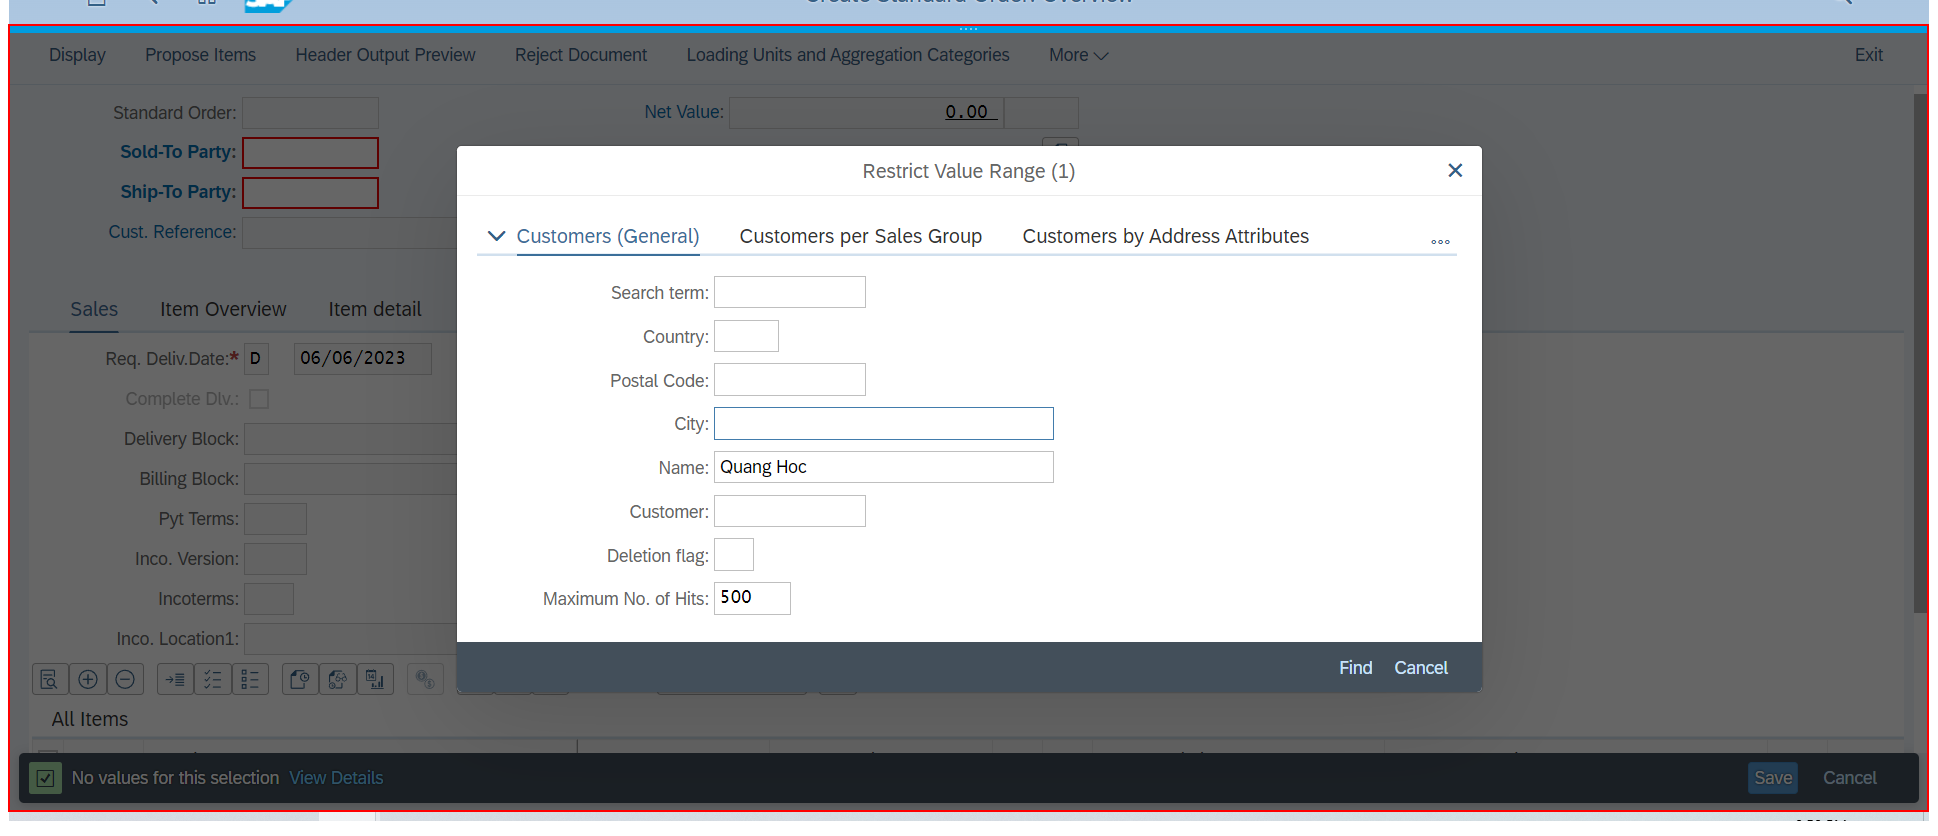 Create Standard Order: Overview
Display Propose Items Header Output Preview Reject Document Loading Units and Aggregation Categories More Exit
Standard Order: Net Value: 0.00
Sold-To Party:
Ship-To Party:
Cust. Reference:
Restrict Value Range (1)
Customers (General) Customers per Sales Group Customers by Address Attributes
Search term:
Country:
Postal Code:
City:
Name: Quang Hoc
Customer:
Deletion flag:
Maximum No. of Hits: 500
Find Cancel
Sales Item Overview Item detail
Req. Deliv.Date:* D 06/06/2023
Complete Dlv.:
Delivery Block:
Billing Block:
Pyt Terms:
Inco. Version:
Incoterms:
Inco. Location1:
All Items
No values for this selection View Details Save Cancel